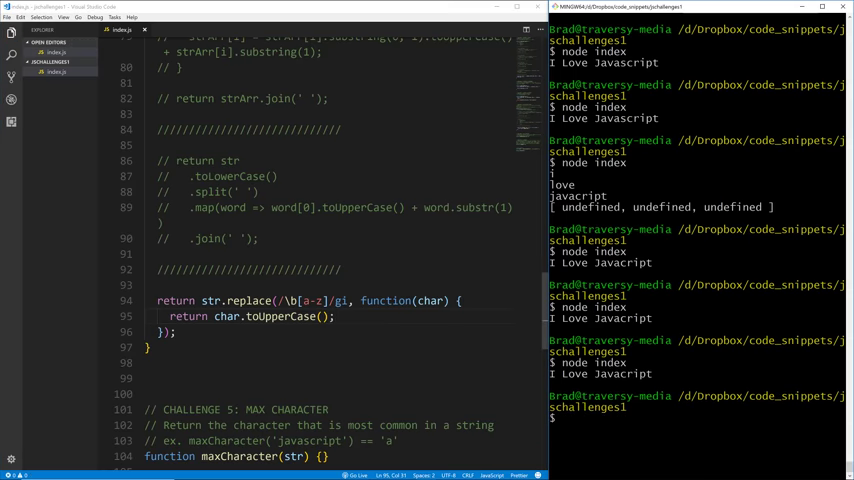 index.js - Visual Studio Code
File Edit Selection View Go Debug Tasks Help
EXPLORER
OPEN EDITORS
index.js
JSCHALLENGES1
index.js
index.js
79 // strArr[i] = strArr[i].substring(0, 1).toUpperCase()
+ strArr[i].substring(1);
80 // }
81
82 // return strArr.join(' ');
83
84 /////////////////////////////
85
86 // return str
87 // .toLowerCase()
88 // .split(' ')
89 // .map(word => word[0].toUpperCase() + word.substr(1)
)
90 // .join(' ');
91
92 /////////////////////////////
93
94 return str.replace(/\b[a-z]/gi, function(char) {
95 return char.toUpperCase();
96 });
97 }
98
99
100
101 // CHALLENGE 5: MAX CHARACTER
102 // Return the character that is most common in a string
103 // ex. maxCharacter('javascript') == 'a'
104 function maxCharacter(str) {}
0 0
Go Live Ln 95, Col 31 Spaces: 2 UTF-8 CRLF JavaScript Prettier
MINGW64:/d/Dropbox/code_snippets/jschallenges1
Brad@traversy-media /d/Dropbox/code_snippets/j
schallenges1
$ node index
I Love Javascript
Brad@traversy-media /d/Dropbox/code_snippets/j
schallenges1
$ node index
I Love Javascript
Brad@traversy-media /d/Dropbox/code_snippets/j
schallenges1
$ node index
i
love
javacript
[ undefined, undefined, undefined ]
Brad@traversy-media /d/Dropbox/code_snippets/j
schallenges1
$ node index
I Love Javacript
Brad@traversy-media /d/Dropbox/code_snippets/j
schallenges1
$ node index
I Love Javacript
Brad@traversy-media /d/Dropbox/code_snippets/j
schallenges1
$ node index
I Love Javacript
Brad@traversy-media /d/Dropbox/code_snippets/j
schallenges1
$